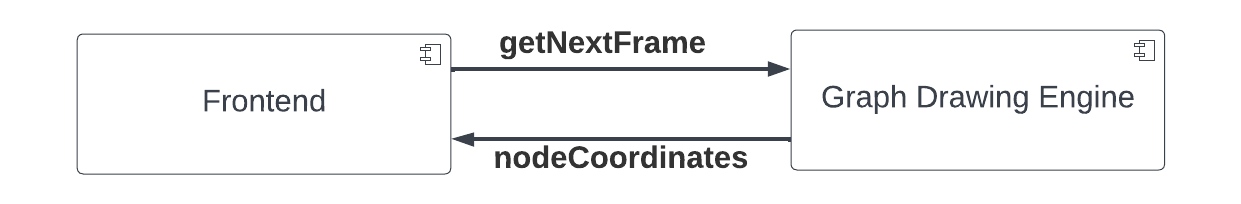 getNextFrame
Frontend
Graph Drawing Engine
nodeCoordinates